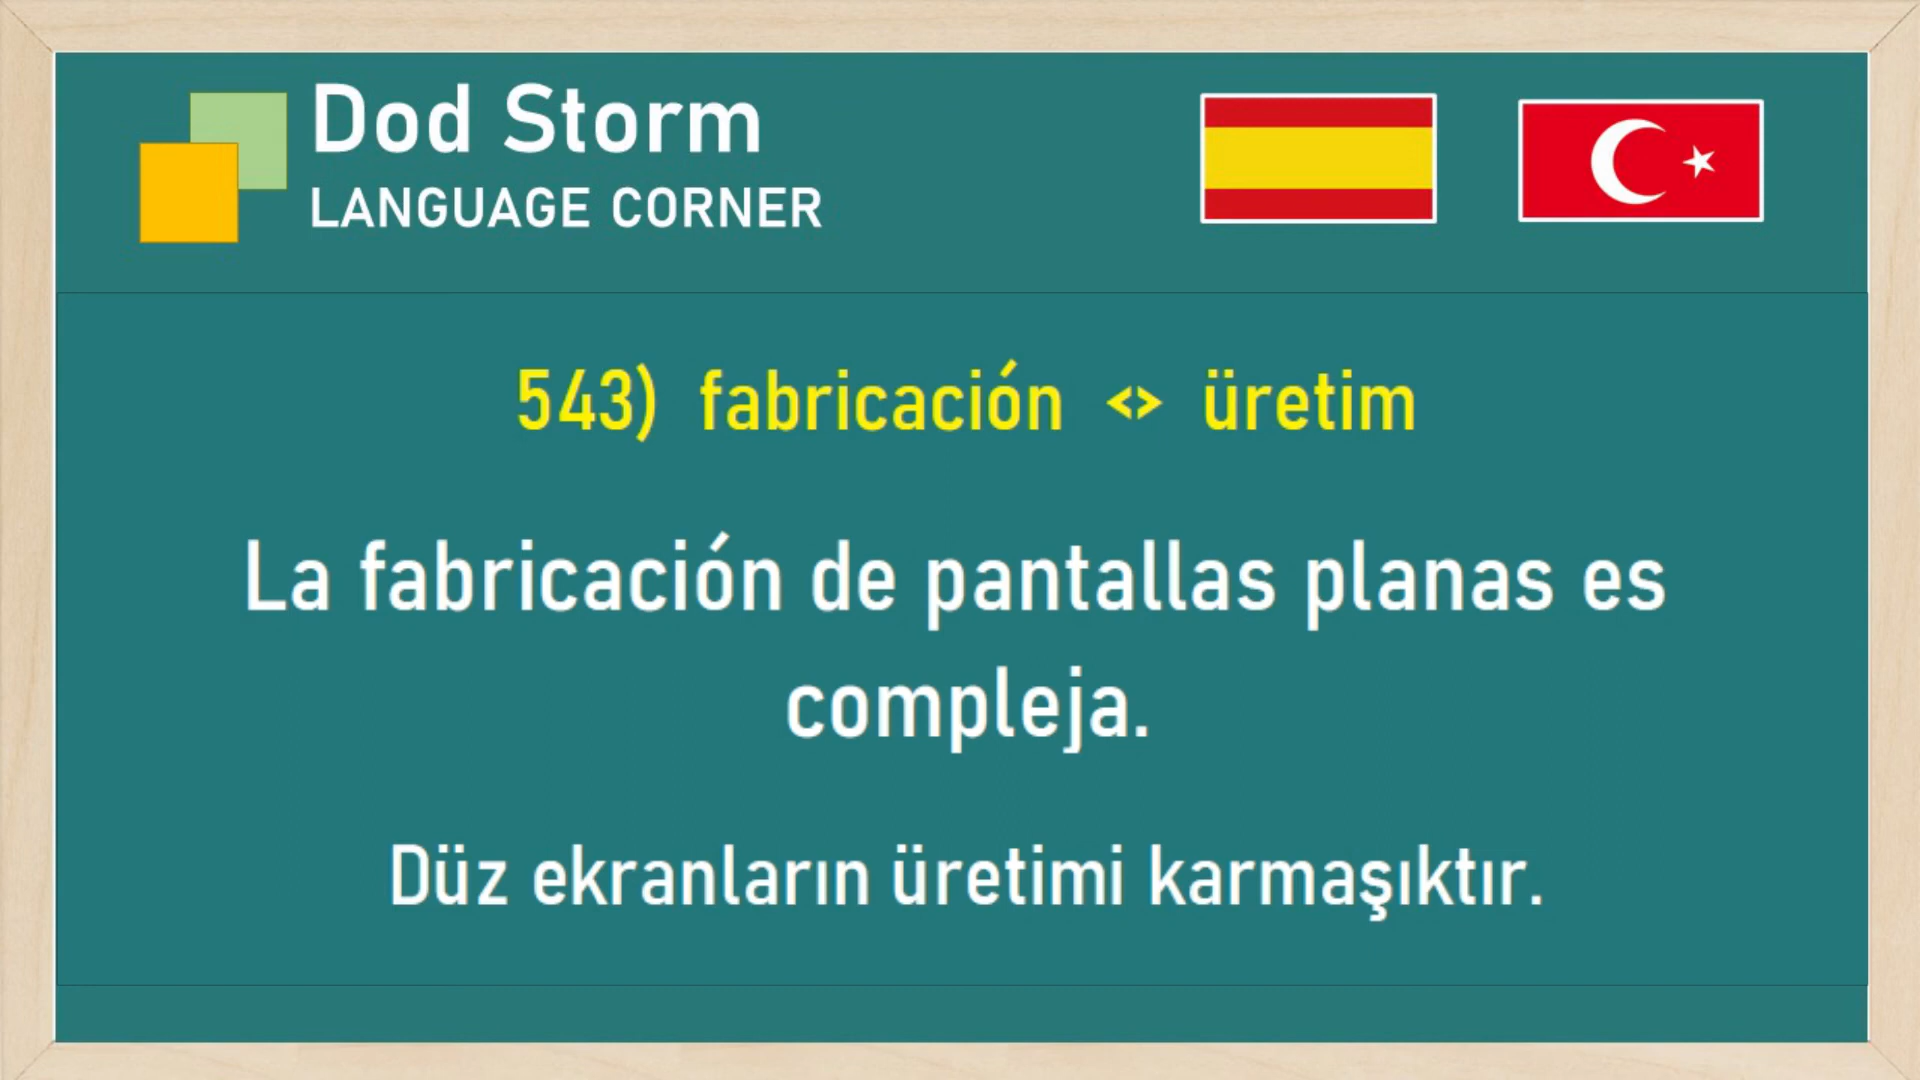 Dod Storm
LANGUAGE CORNER
543) fabricación <> üretim
La fabricación de pantallas planas es
compleja.
Düz ekranların üretimi karmaşıktır.